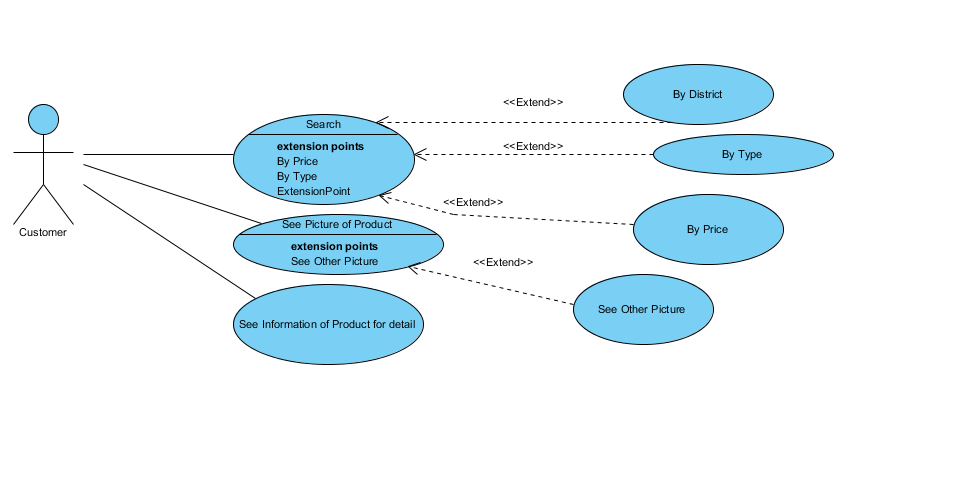 By District
<<Extend>>
Search
extension points
By Price
By Type
ExtensionPoint
<<Extend>>
By Type
<<Extend>>
By Price
Customer
See Picture of Product
extension points
See Other Picture
<<Extend>>
See Other Picture
See Information of Product for detail